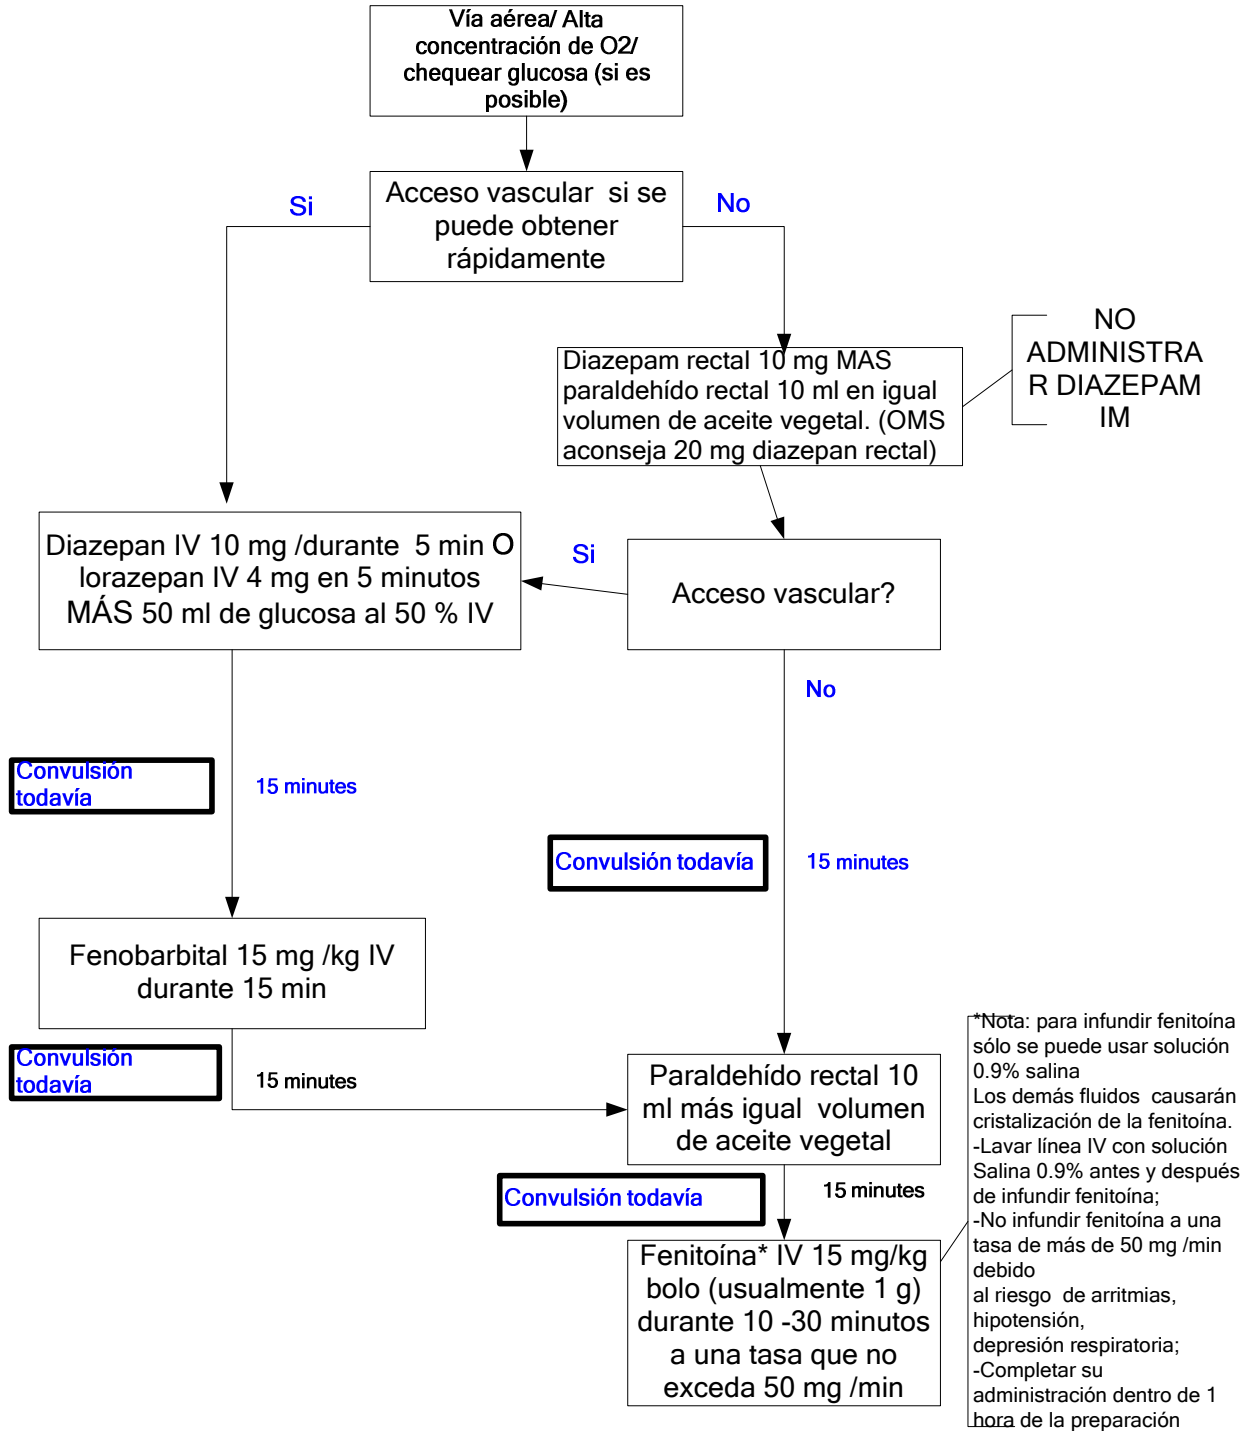 Vía aérea/ Alta
concentración de O2/
chequear glucosa (si es
posible)
Acceso vascular si se
puede obtener
rápidamente
Si
No
Diazepam rectal 10 mg MAS
paraldehído rectal 10 ml en igual
volumen de aceite vegetal. (OMS
aconseja 20 mg diazepan rectal)
NO
ADMINISTRA
R DIAZEPAM
IM
Diazepan IV 10 mg /durante 5 min O
lorazepan IV 4 mg en 5 minutos
MÁS 50 ml de glucosa al 50 % IV
Si
Acceso vascular?
No
Convulsión
todavía
15 minutes
Convulsión todavía
15 minutes
Fenobarbital 15 mg /kg IV
durante 15 min
Convulsión
todavía
15 minutes
Paraldehído rectal 10
ml más igual volumen
de aceite vegetal
Convulsión todavía
15 minutes
Fenitoína* IV 15 mg/kg
bolo (usualmente 1 g)
durante 10 -30 minutos
a una tasa que no
exceda 50 mg /min
*Nota: para infundir fenitoína
sólo se puede usar solución
0.9% salina
Los demás fluidos causarán
cristalización de la fenitoína.
-Lavar línea IV con solución
Salina 0.9% antes y después
de infundir fenitoína;
-No infundir fenitoína a una
tasa de más de 50 mg /min
debido
al riesgo de arritmias,
hipotensión,
depresión respiratoria;
-Completar su
administración dentro de 1
hora de la preparación